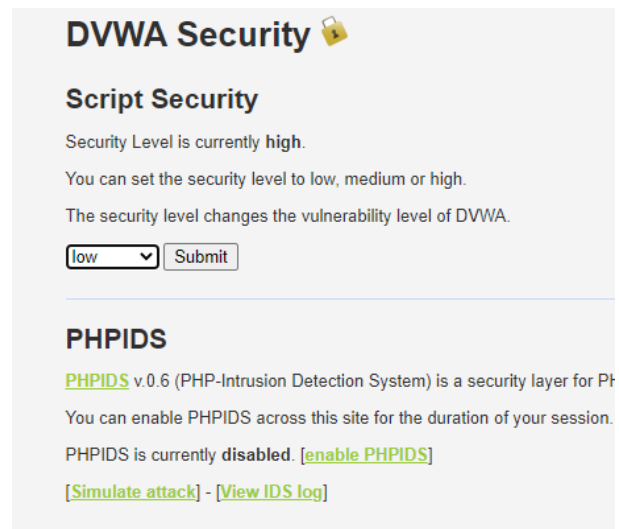 DVWA Security
Script Security
Security Level is currently high.
You can set the security level to low, medium or high.
The security level changes the vulnerability level of DVWA.
low Submit
PHPIDS
PHPIDS v.0.6 (PHP-Intrusion Detection System) is a security layer for
You can enable PHPIDS across this site for the duration of your session.
PHPIDS is currently disabled. [enable PHPIDS]
[Simulate attack] - [View IDS log]